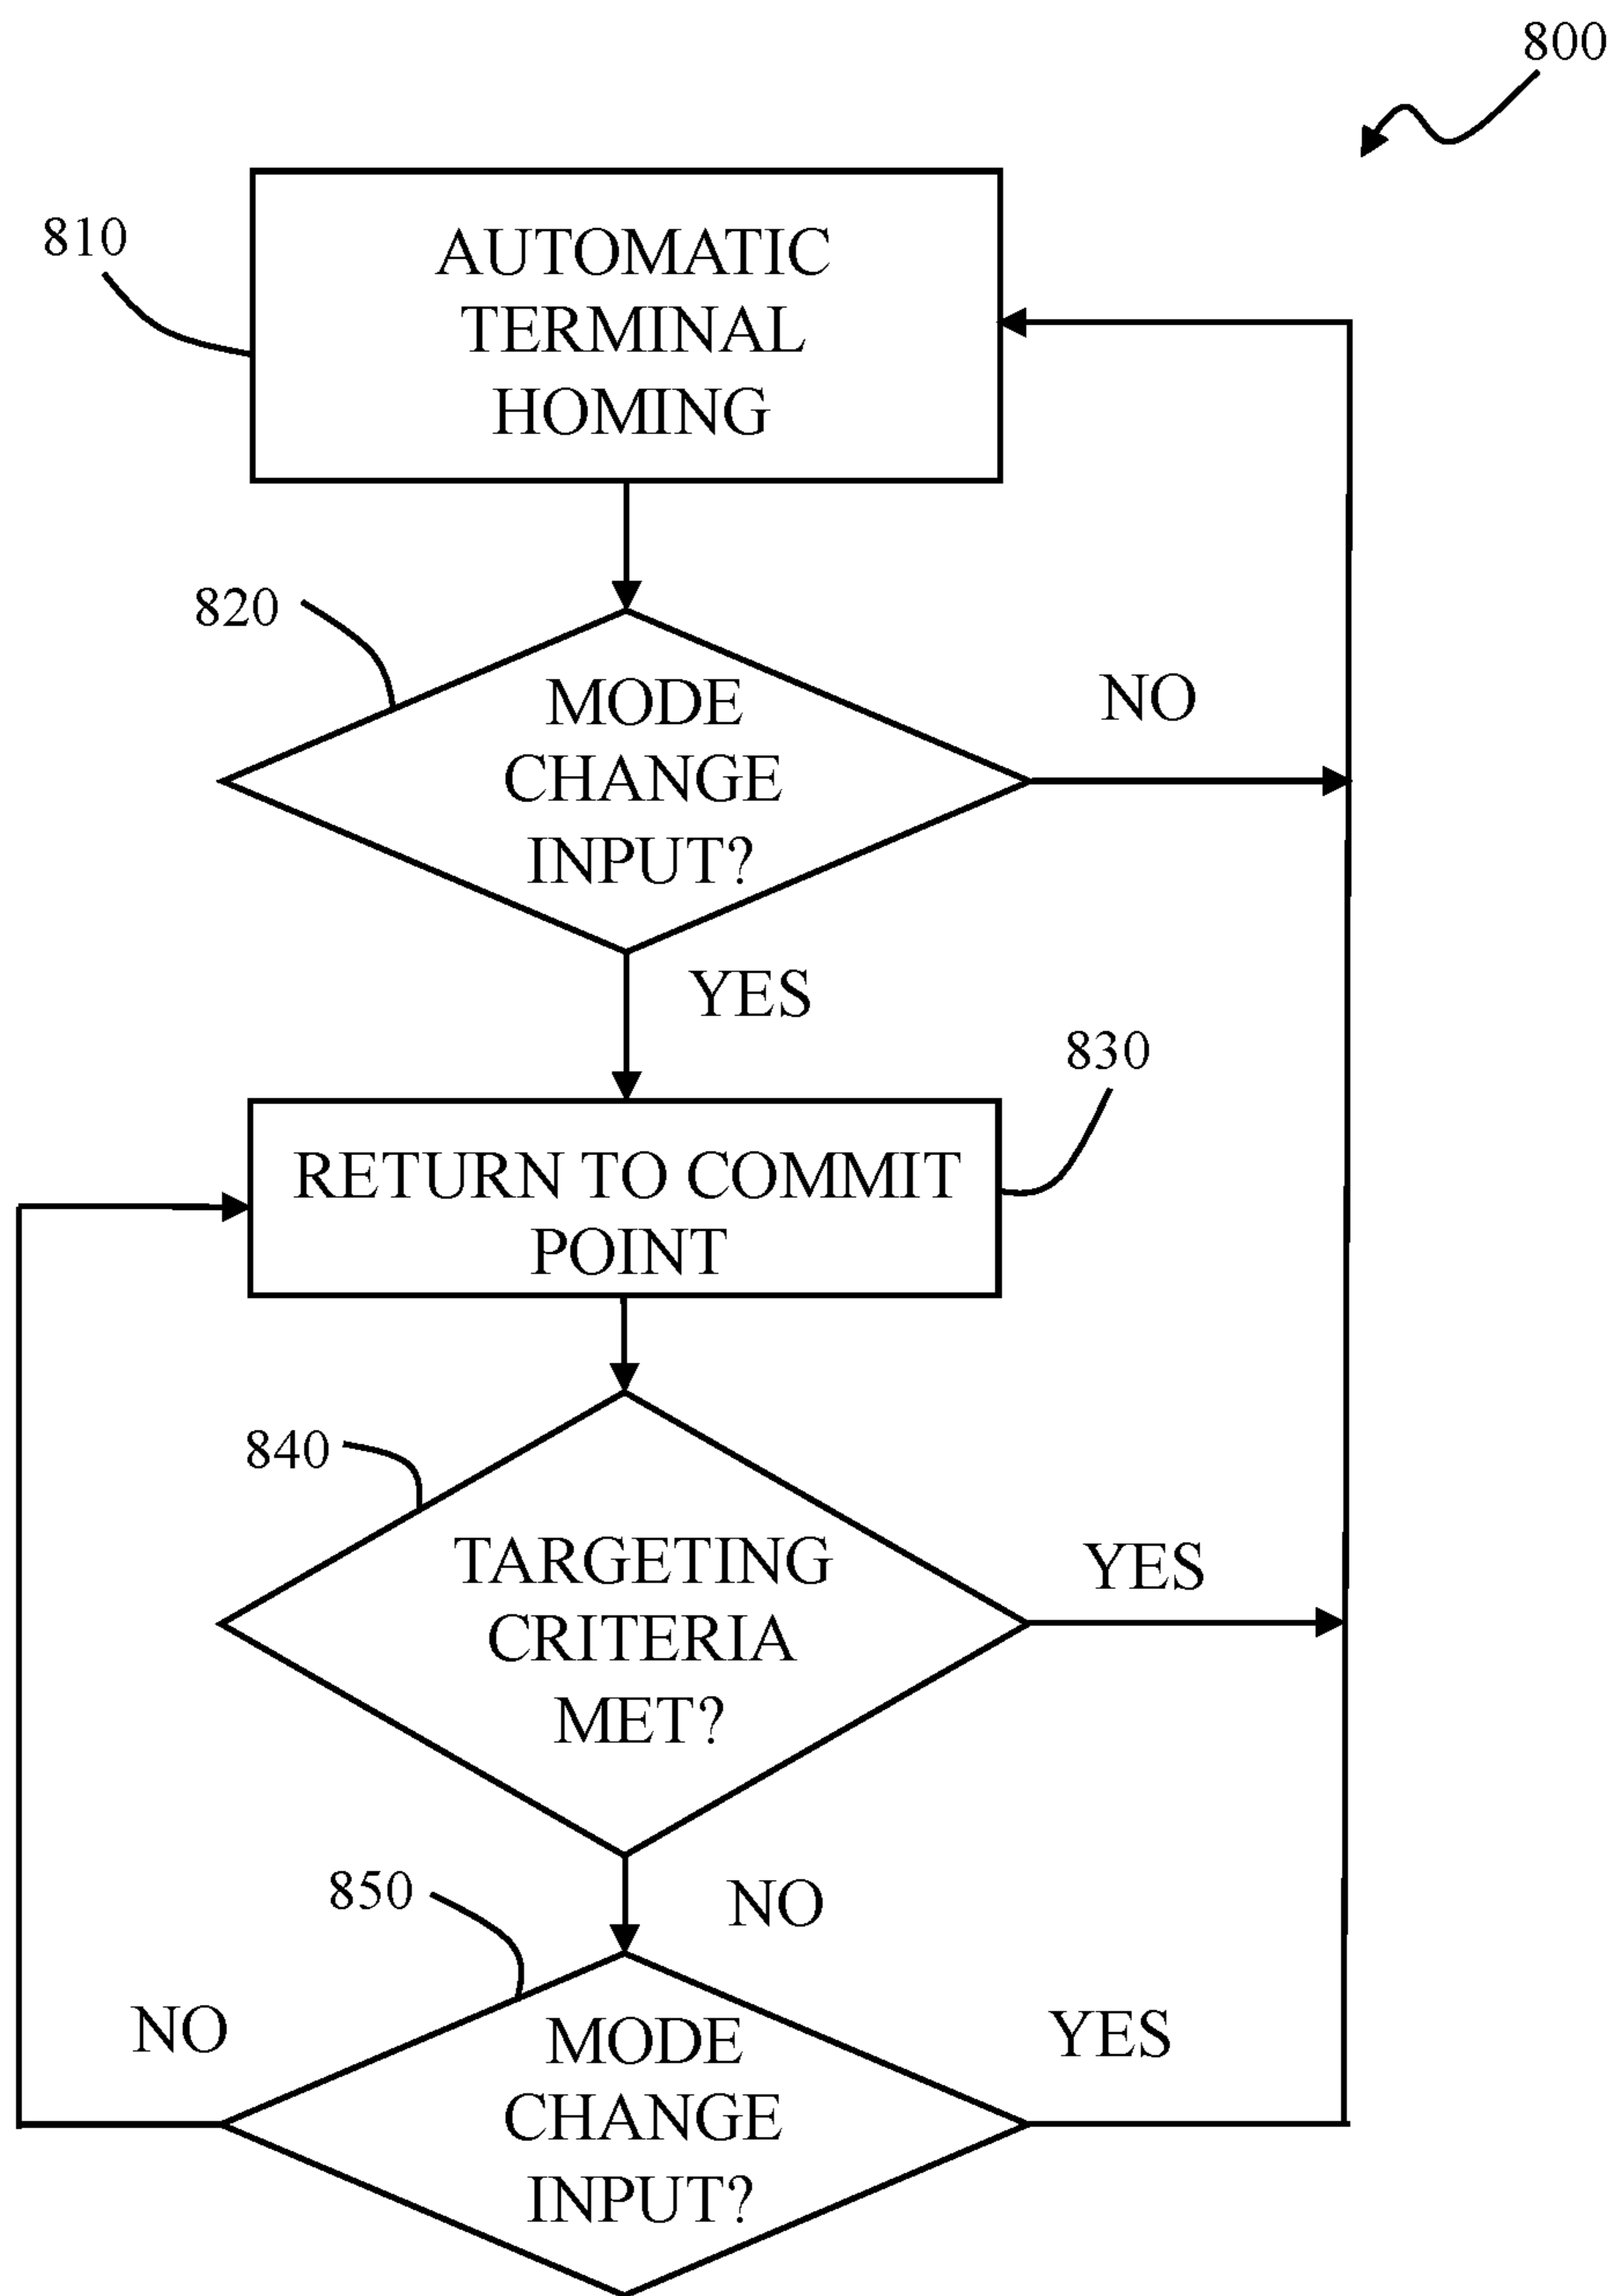 800
810
AUTOMATIC
TERMINAL
HOMING
820
MODE
CHANGE
INPUT?
NO
YES
830
RETURN TO COMMIT
POINT
840
TARGETING
CRITERIA
MET?
YES
850
NO
NO
MODE
CHANGE
INPUT?
YES